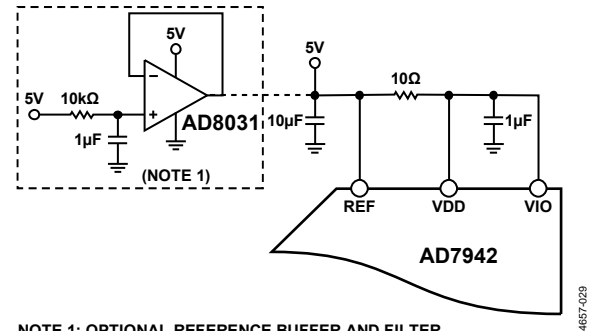 5V
5V
5V
10kΩ
10Ω
AD8031
10µF
1µF
1µF
(NOTE 1)
REF
VDD
VIO
AD7942
NOTE 1: OPTIONAL REFERENCE BUFFER AND FILTER
4657-029